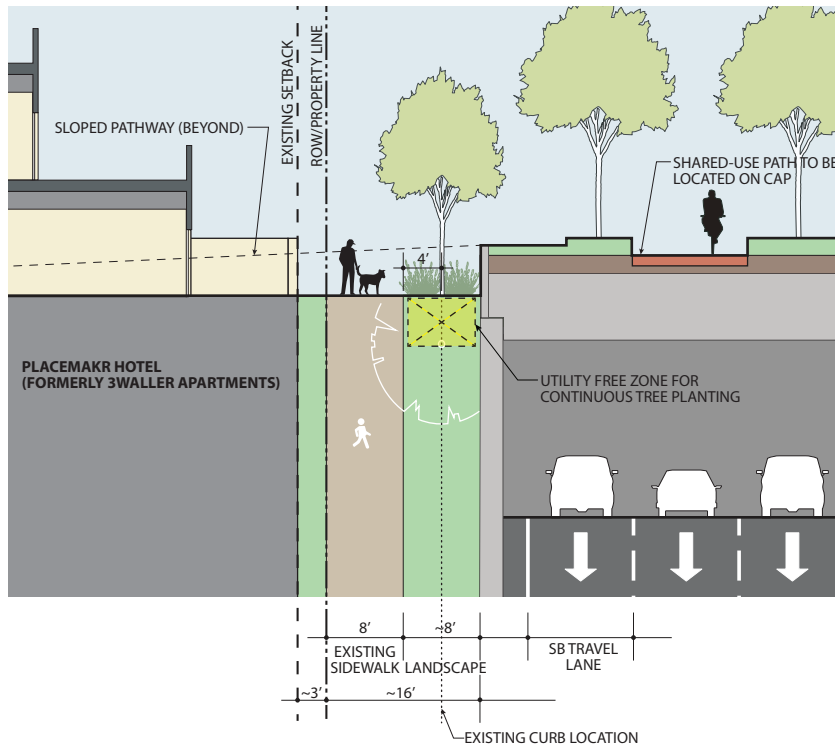 EXISTING SETBACK
ROW/PROPERTY LINE
SLOPED PATHWAY (BEYOND)
SHARED-USE PATH TO BE
LOCATED ON CAP
4'
PLACEMAKR HOTEL
(FORMERLY 3WALLER APARTMENTS)
UTILITY FREE ZONE FOR
CONTINUOUS TREE PLANTING
8'
~8'
EXISTING
SIDEWALK
LANDSCAPE
SB TRAVEL
LANE
~3'
~16'
EXISTING CURB LOCATION